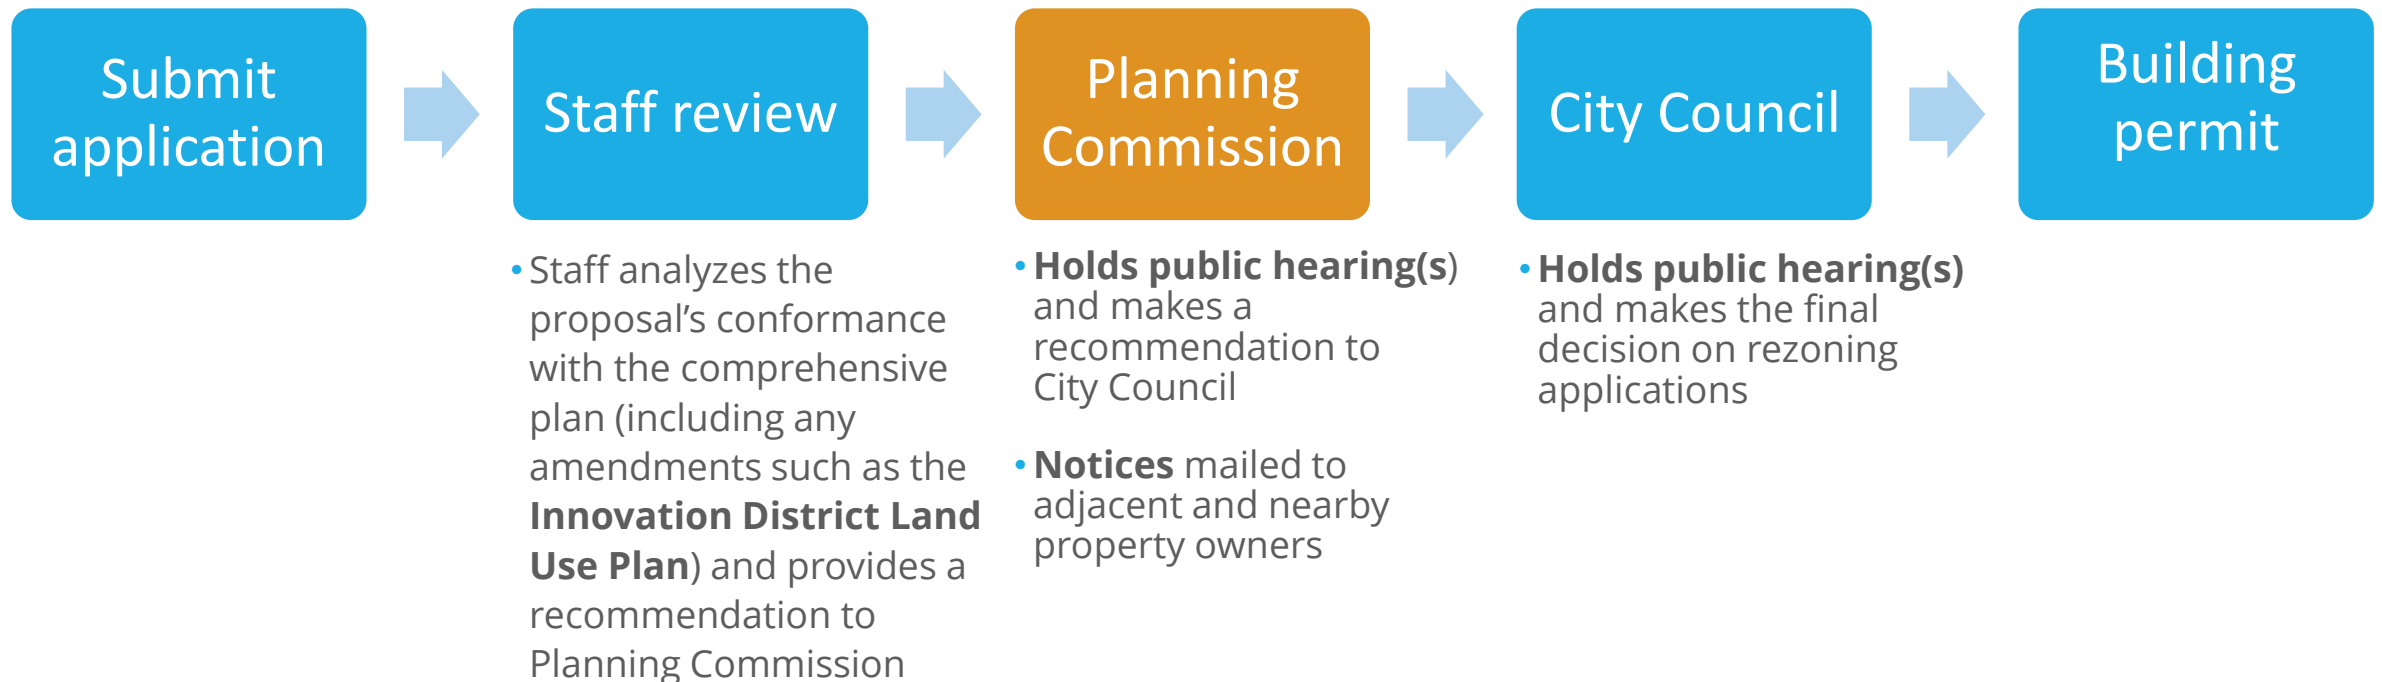 Submit
application
Staff review
Planning
Commission
City Council
Building
permit
• Staff analyzes the
proposal’s conformance
with the comprehensive
plan (including any
amendments such as the
Innovation District Land
Use Plan) and provides a
recommendation to
Planning Commission
• Holds public hearing(s)
and makes a
recommendation to
City Council
• Notices mailed to
adjacent and nearby
property owners
• Holds public hearing(s)
and makes the final
decision on rezoning
applications